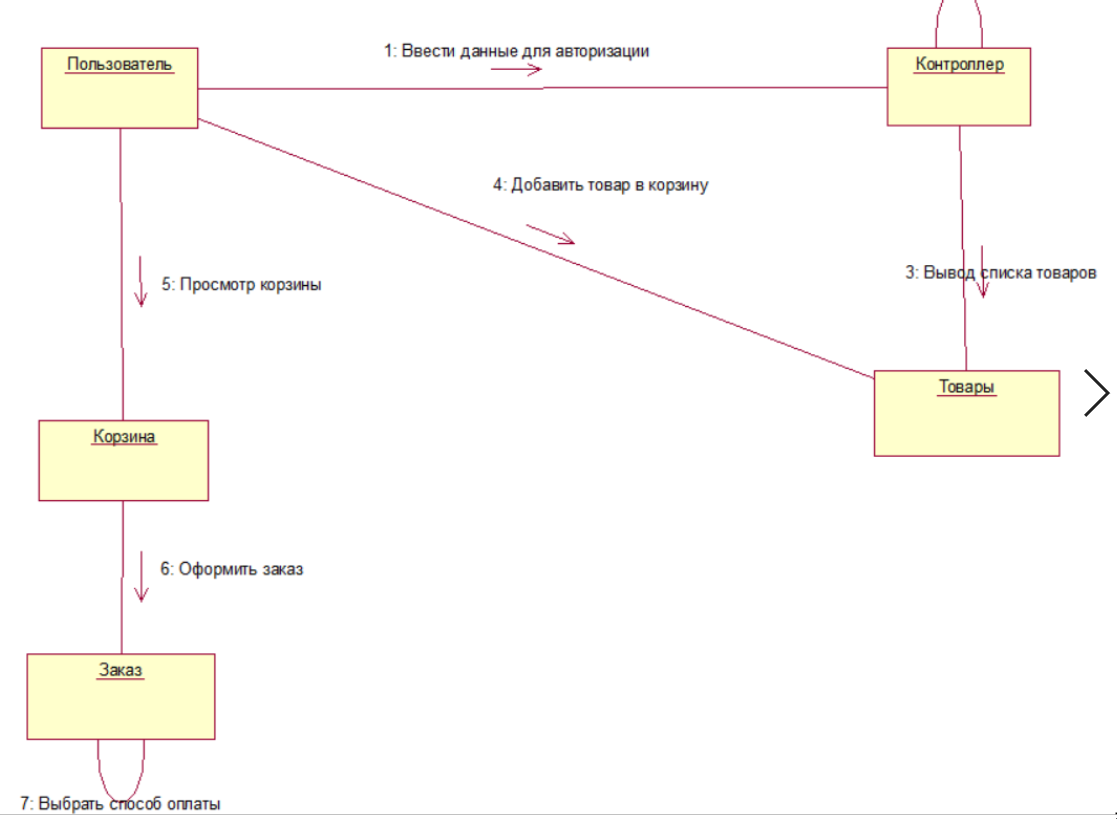 1: Ввести данные для авторизации
Пользователь
Контроллер
4: Добавить товар в корзину
3: Вывод списка товаров
5: Просмотр корзины
Товары
Корзина
6: Оформить заказ
Заказ
7: Выбрать способ оплаты